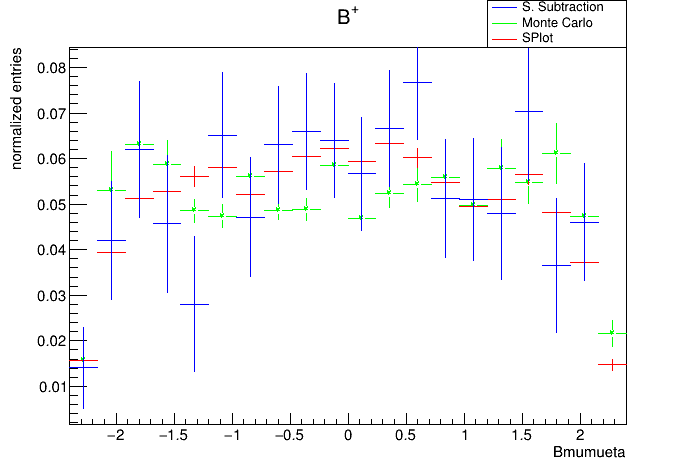 B+
S. Subtraction
Monte Carlo
SPlot
normalized entries
0.08
0.07
0.06
0.05
0.04
0.03
0.02
0.01
−2 −1.5 −1 −0.5 0 0.5 1 1.5 2
Bmumueta